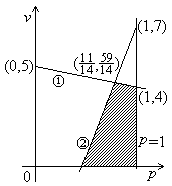 v
(1,7)
(11/14, 59/14)
(0,5)
①
(1,4)
②
p=1
0
p